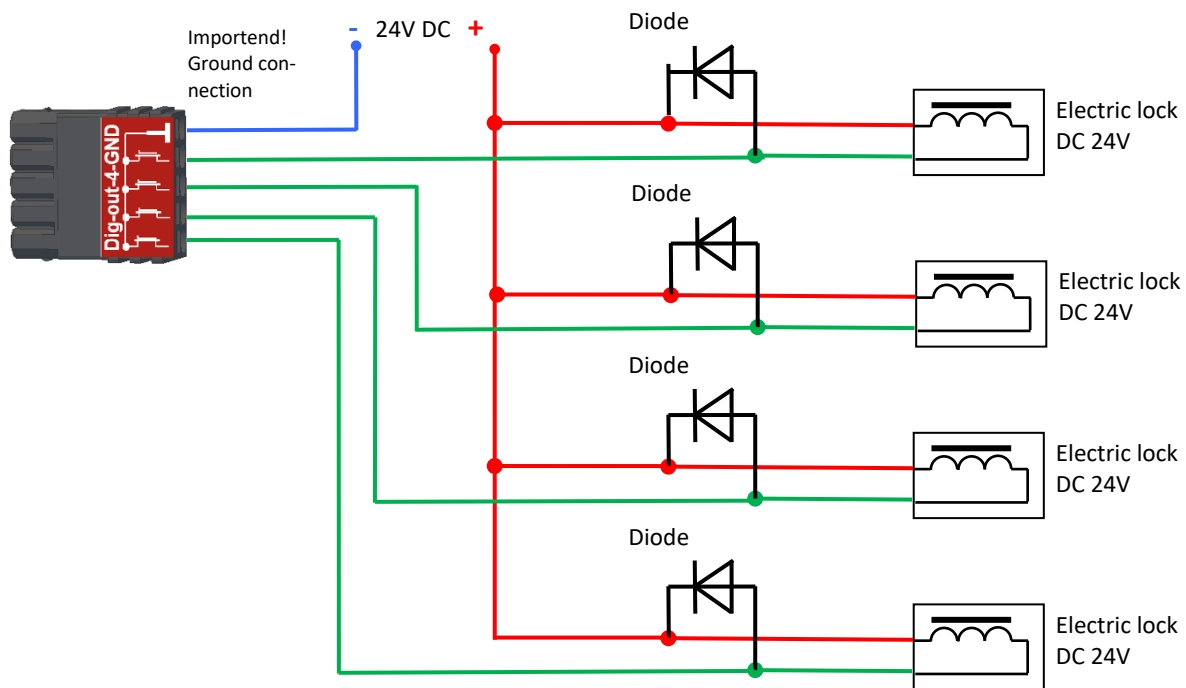 Importend!
Ground con-
nection
- 24V DC +
Dig-out-4-GND
Diode
Electric lock
DC 24V
Diode
Electric lock
DC 24V
Diode
Electric lock
DC 24V
Diode
Electric lock
DC 24V